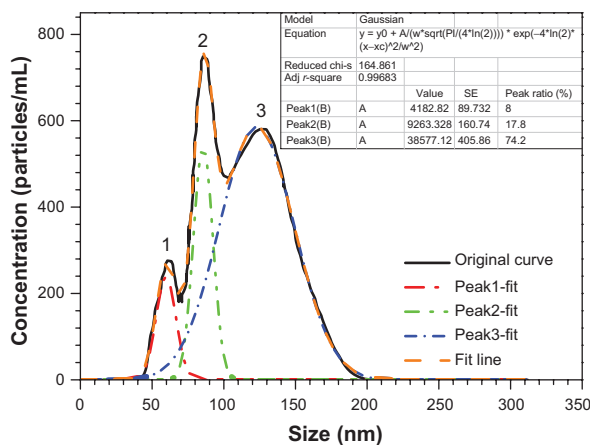 Model Gaussian
Equation y = y0 + A/(w*sqrt(PI/(4*ln(2)))) * exp(−4*ln(2)*
(x−xc)^2/w^2)
Reduced chi-s 164.861
Adj r-square 0.99683
Value SE Peak ratio (%)
Peak1(B) A 4182.82 89.732 8
Peak2(B) A 9263.328 160.74 17.8
Peak3(B) A 38577.12 405.86 74.2
800
600
400
200
0
Concentration (particles/mL)
1
2
3
Original curve
Peak1-fit
Peak2-fit
Peak3-fit
Fit line
0 50 100 150 200 250 300 350
Size (nm)